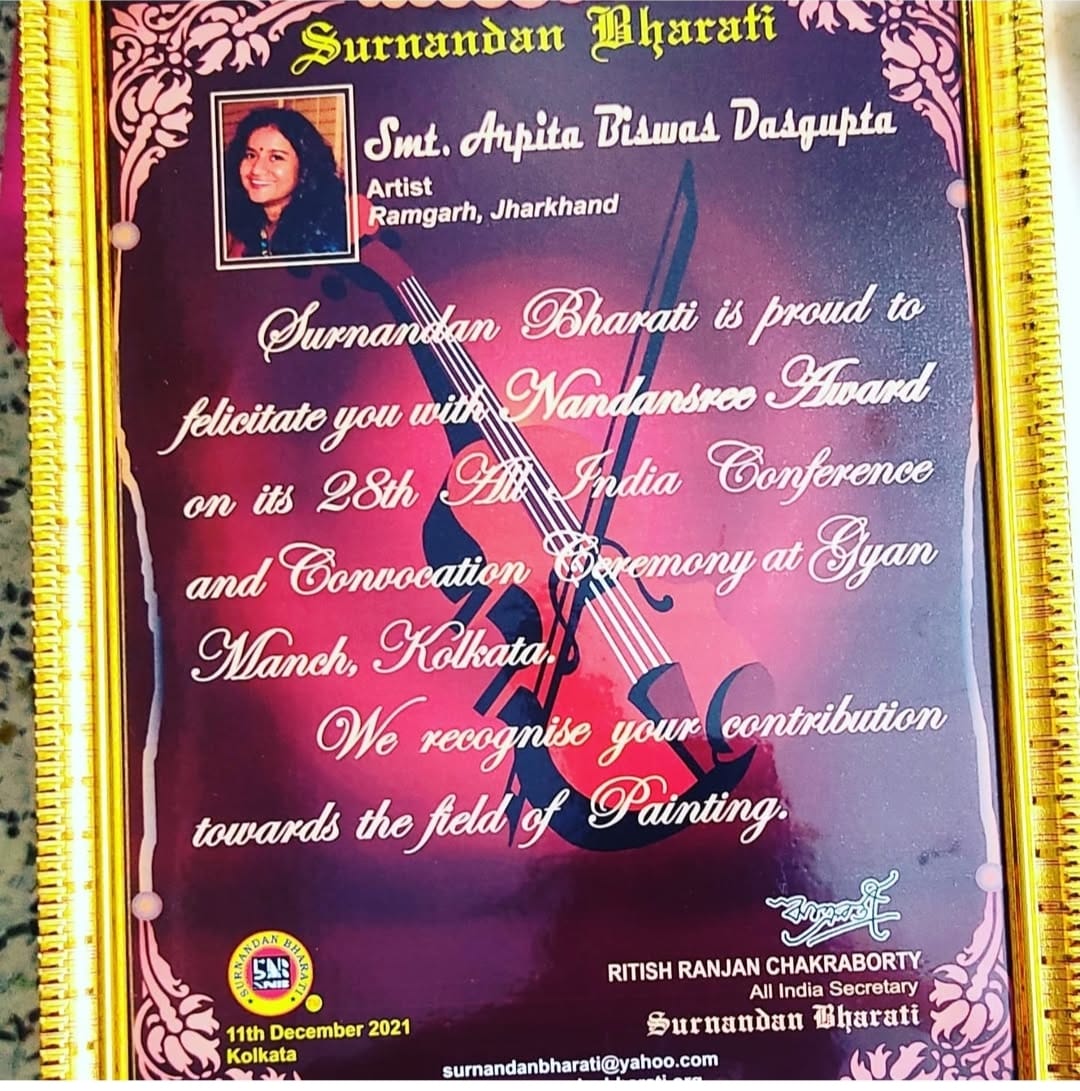 Surnandan Bharati
Smt. Arpita Biswas Dasgupta
Artist
Ramgarh, Jharkhand
Surnandan Bharati is proud to
felicitate you with Nandansree Award
on its 28th All India Conference
and Convocation Ceremony at Gyan
Manch, Kolkata.
We recognise your contribution
towards the field of Painting.
SURNANDAN BHARATI
RITISH RANJAN CHAKRABORTY
All India Secretary
Surnandan Bharati
11th December 2021
Kolkata
surnandanbharati@yahoo.com